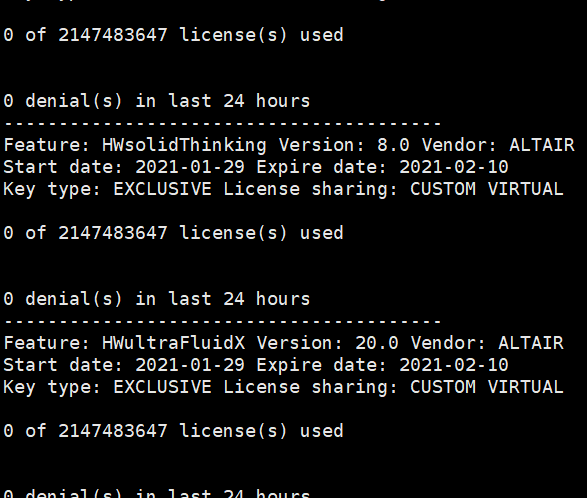 0 of 2147483647 license(s) used
0 denial(s) in last 24 hours
----------------------------------------
Feature: HWsolidThinking Version: 8.0 Vendor: ALTAIR
Start date: 2021-01-29 Expire date: 2021-02-10
Key type: EXCLUSIVE License sharing: CUSTOM VIRTUAL
0 of 2147483647 license(s) used
0 denial(s) in last 24 hours
----------------------------------------
Feature: HWultraFluidX Version: 20.0 Vendor: ALTAIR
Start date: 2021-01-29 Expire date: 2021-02-10
Key type: EXCLUSIVE License sharing: CUSTOM VIRTUAL
0 of 2147483647 license(s) used
0 denial(s) in last 24 hours